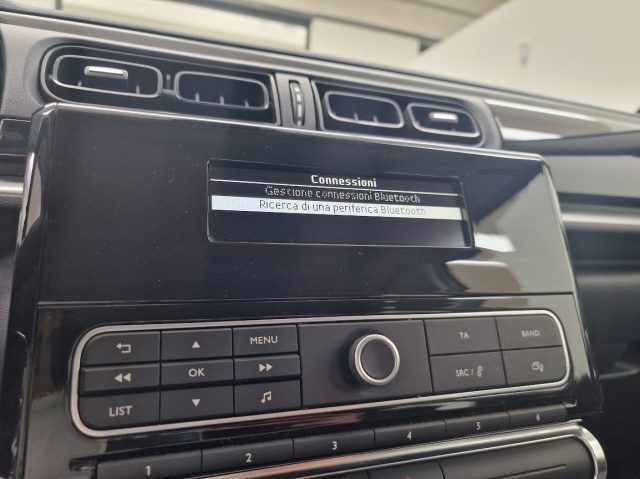 Connessioni
Gestione connessioni Bluetooth
Ricerca di una periferica Bluetooth
MENU
TA
BAND
OK
SRC /
LIST
1 2 3 4 5 6